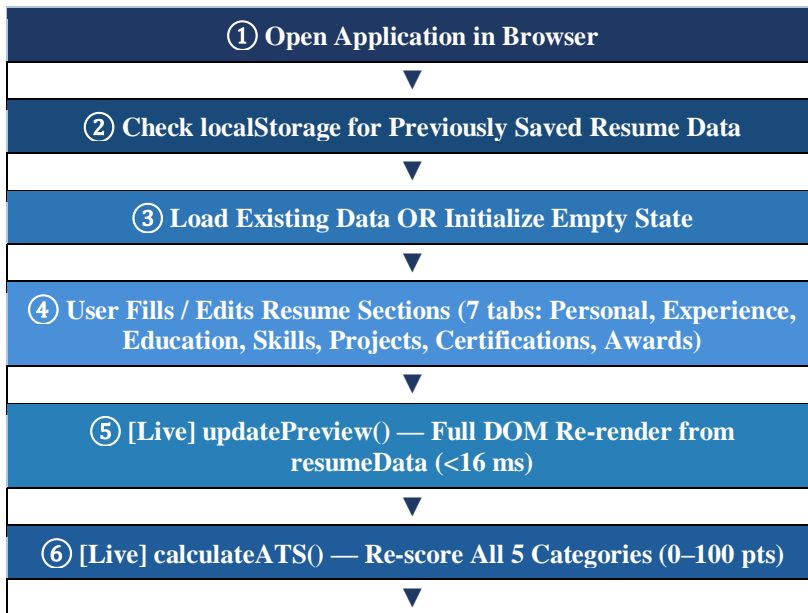 ① Open Application in Browser
▼
② Check localStorage for Previously Saved Resume Data
▼
③ Load Existing Data OR Initialize Empty State
▼
④ User Fills / Edits Resume Sections (7 tabs: Personal, Experience,
Education, Skills, Projects, Certifications, Awards)
▼
⑤ [Live] updatePreview() — Full DOM Re-render from
resumeData (<16 ms)
▼
⑥ [Live] calculateATS() — Re-score All 5 Categories (0–100 pts)
▼